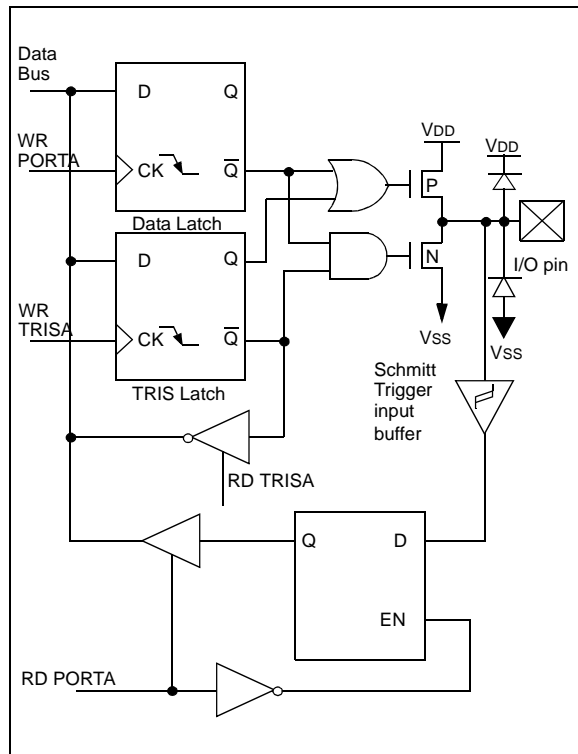 Data
Bus
D Q
WR
PORTA
CK Q
Data Latch
VDD
VDD
P
N
I/O pin
VSS
VSS
D Q
WR
TRISA
CK Q
TRIS Latch
Schmitt
Trigger
input
buffer
RD TRISA
Q D
EN
RD PORTA